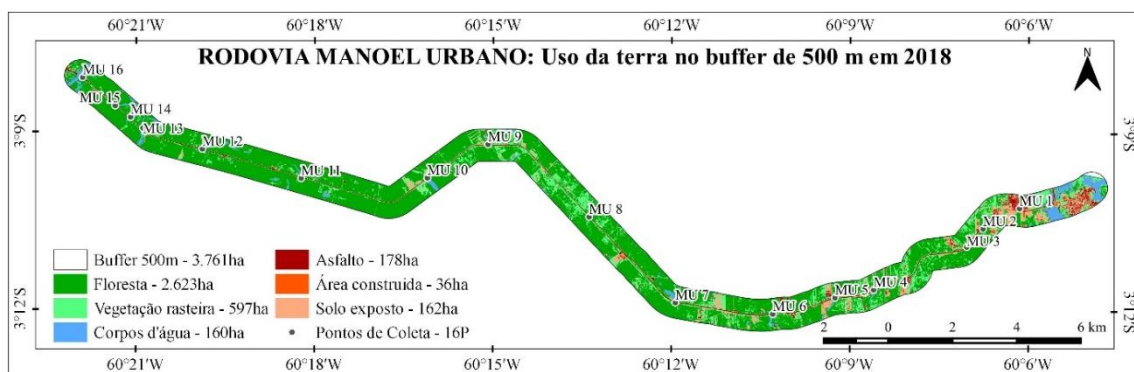 60°21'W 60°18'W 60°15'W 60°12'W 60°9'W 60°6'W
RODOVIA MANOEL URBANO: Uso da terra no buffer de 500 m em 2018
N
MU 16
MU 15
MU 14
MU 13
MU 12
MU 11
MU 10
MU 9
MU 8
MU 7
MU 6
MU 5
MU 4
MU 3
MU 2
MU 1
3°9'S 3°9'S
3°12'S 3°12'S
Buffer 500m - 3.761ha
Floresta - 2.623ha
Vegetação rasteira - 597ha
Corpos d'água - 160ha
Asfalto - 178ha
Área construida - 36ha
Solo exposto - 162ha
Pontos de Coleta - 16P
2 0 2 4 6 km
60°21'W 60°18'W 60°15'W 60°12'W 60°9'W 60°6'W